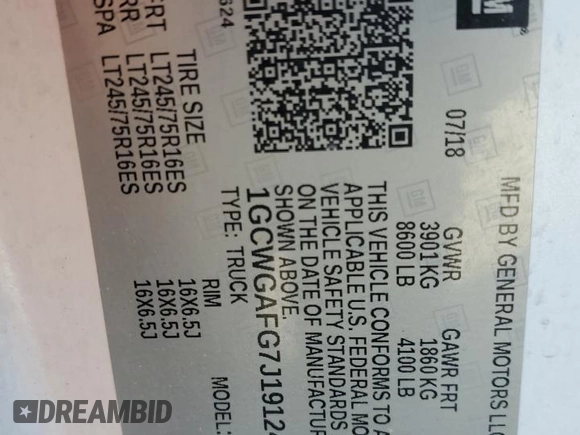 GM
®
MFD BY GENERAL MOTORS LLC
07/18
GVWR GAWR FRT
3901 KG 1860 KG
8600 LB 4100 LB
THIS VEHICLE CONFORMS TO A
APPLICABLE U.S. FEDERAL MO
VEHICLE SAFETY STANDARDS
ON THE DATE OF MANUFACTUR
SHOWN ABOVE.
1GCWGAFG7J19124
TYPE: TRUCK MODEL:
624
TIRE SIZE RIM
FRT LT245/75R16ES 16X6.5J
RR LT245/75R16ES 16X6.5J
SPA LT245/75R16ES 16X6.5J
DREAMBID